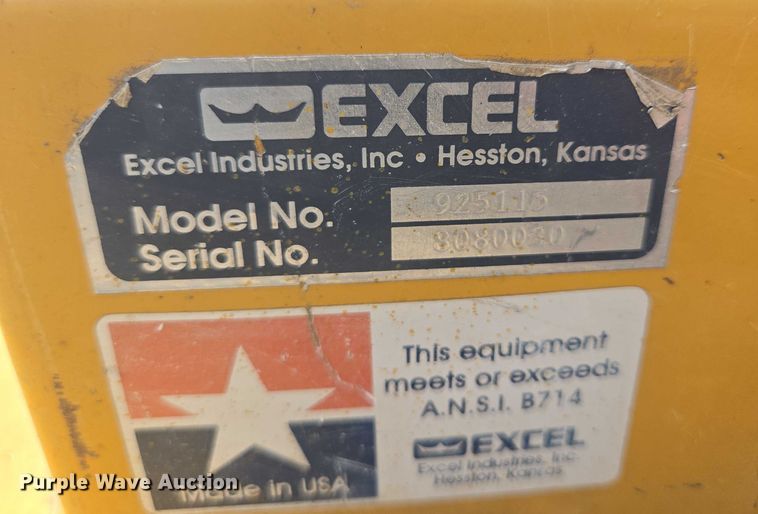 EXCEL
Excel Industries, Inc • Hesston, Kansas
Model No. 925115
Serial No.
This equipment
meets or exceeds
A.N.S.I. B714
EXCEL
Excel Industries, Inc.
Hesston, Kansas
Made in USA
Purple Wave Auction